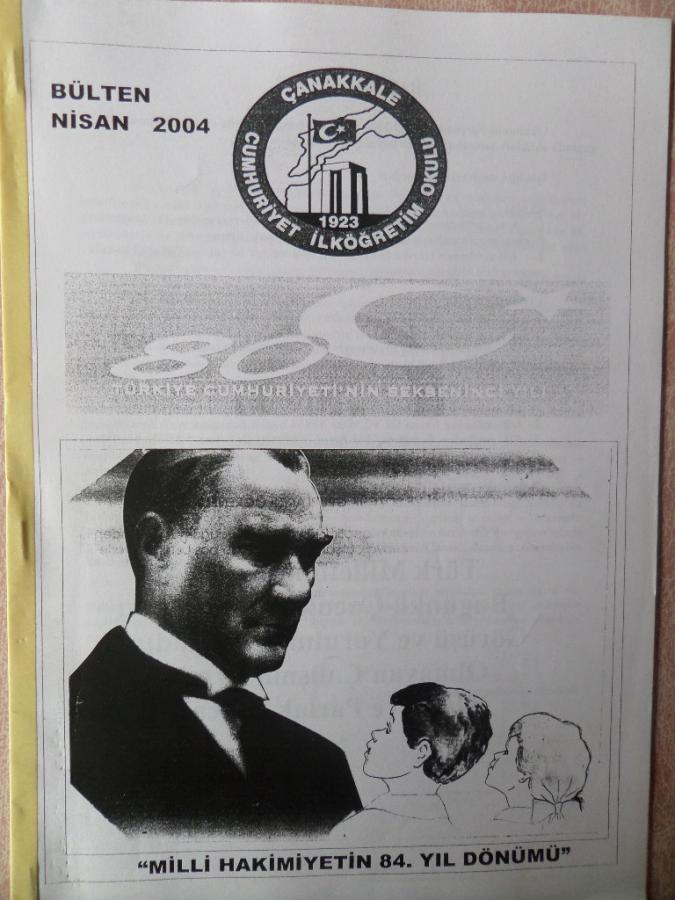 BÜLTEN
NİSAN 2004
ÇANAKKALE
CUMHURİYET İLKÖĞRETİM OKULU
1923
80
TÜRKİYE CUMHURİYETİ'NİN SEKSENİNCİ YILI
"MİLLİ HAKİMİYETİN 84. YIL DÖNÜMÜ"